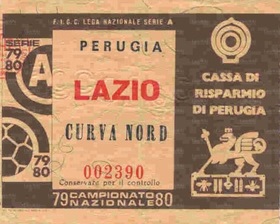 F.I.G.C. LEGA NAZIONALE SERIE A
SERIE
79
80
A
79
80
PERUGIA
LAZIO
CURVA NORD
002390
Conservate per il controllo
79 CAMPIONATO NAZIONALE 80
CASSA DI
RISPARMIO
DI PERUGIA